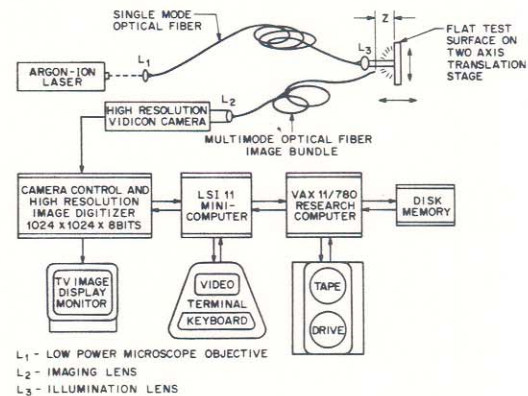 SINGLE MODE
OPTICAL FIBER
Z
FLAT TEST
SURFACE ON
TWO AXIS
TRANSLATION
STAGE
L₁
L₃
ARGON-ION
LASER
HIGH RESOLUTION
VIDICON CAMERA
L₂
MULTIMODE OPTICAL FIBER
IMAGE BUNDLE
CAMERA CONTROL AND
HIGH RESOLUTION
IMAGE DIGITIZER
1024 x 1024 x 8BITS
LSI 11
MINI-
COMPUTER
VAX 11/780
RESEARCH
COMPUTER
DISK
MEMORY
TV IMAGE
DISPLAY
MONITOR
VIDEO
TERMINAL
KEYBOARD
TAPE
DRIVE
L₁ - LOW POWER MICROSCOPE OBJECTIVE
L₂ - IMAGING LENS
L₃ - ILLUMINATION LENS